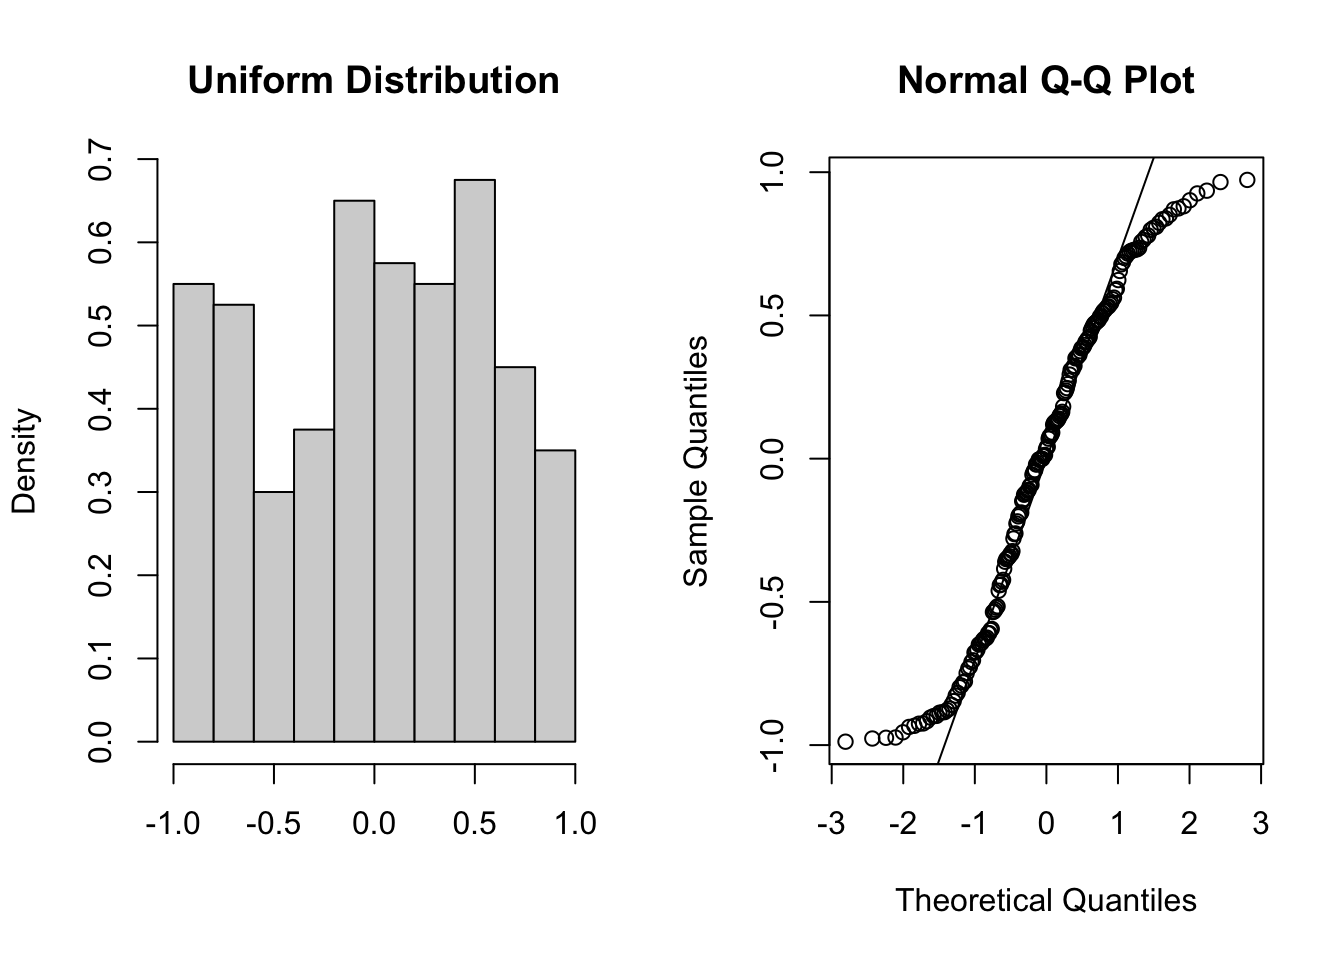 Uniform Distribution
Density
0.0 0.1 0.2 0.3 0.4 0.5 0.6 0.7
-1.0 -0.5 0.0 0.5 1.0
Normal Q-Q Plot
Sample Quantiles
-1.0 -0.5 0.0 0.5 1.0
-3 -2 -1 0 1 2 3
Theoretical Quantiles